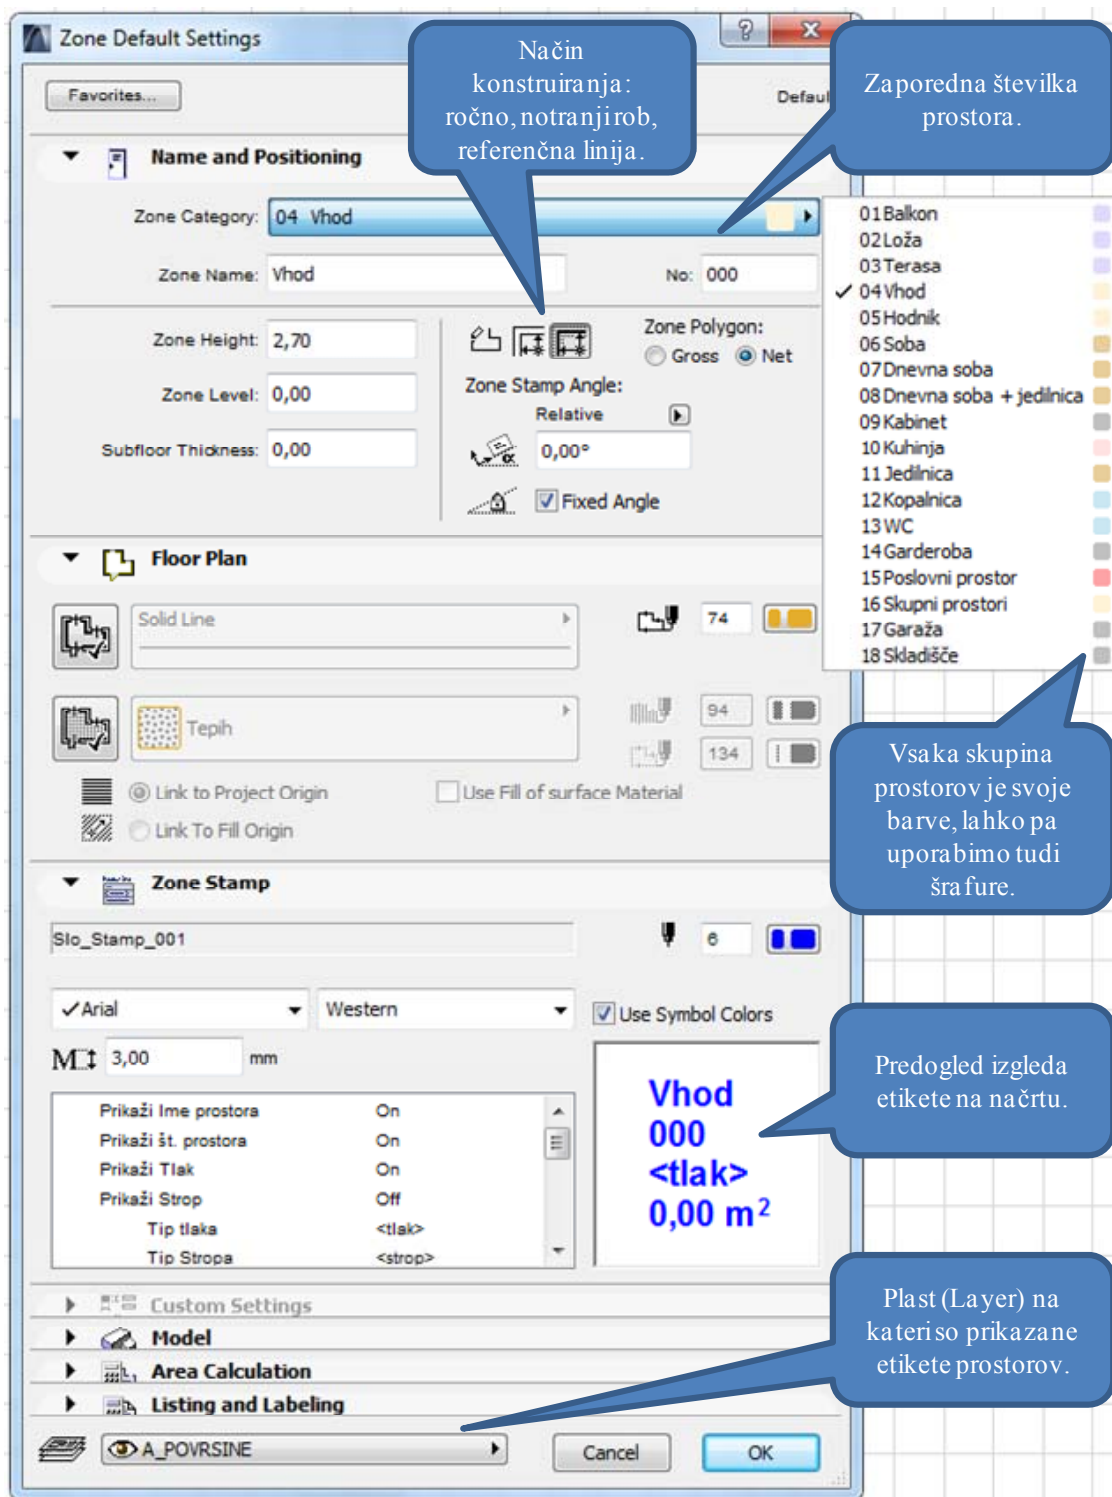 Zone Default Settings
?
Način
konstruiranja:
ročno, notranji rob,
referenčna linija.
Zaporedna številka
prostora.
Favorites...
Defaul
Name and Positioning
Zone Category:
04 Vhod
Zone Name:
Vhod
No:
000
Zone Height:
2,70
Zone Level:
0,00
Subfloor Thickness:
0,00
Zone Polygon:
Gross
Net
Zone Stamp Angle:
Relative
α
0,00°
Fixed Angle
01 Balkon
02 Loža
03 Terasa
04 Vhod
05 Hodnik
06 Soba
07 Dnevna soba
08 Dnevna soba + jedilnica
09 Kabinet
10 Kuhinja
11 Jedilnica
12 Kopalnica
13 WC
14 Garderoba
15 Poslovni prostor
16 Skupni prostori
17 Garaža
18 Skladišče
Floor Plan
Solid Line
74
Tepih
94
134
Link to Project Origin
Use Fill of surface Material
Link To Fill Origin
Vsaka skupina
prostorov je svoje
barve, lahko pa
uporabimo tudi
šrafure.
Zone Stamp
Slo_Stamp_001
6
Arial
Western
Use Symbol Colors
M
3,00
mm
Prikaži Ime prostora On
Prikaži št. prostora On
Prikaži Tlak On
Prikaži Strop Off
Tip tlaka <tlak>
Tip Stropa <strop>
Vhod
000
<tlak>
0,00 m²
Predogled izgleda
etikete na načrtu.
Custom Settings
Model
Area Calculation
Listing and Labeling
Plast (Layer) na
kateri so prikazane
etikete prostorov.
A_POVRSINE
Cancel
OK